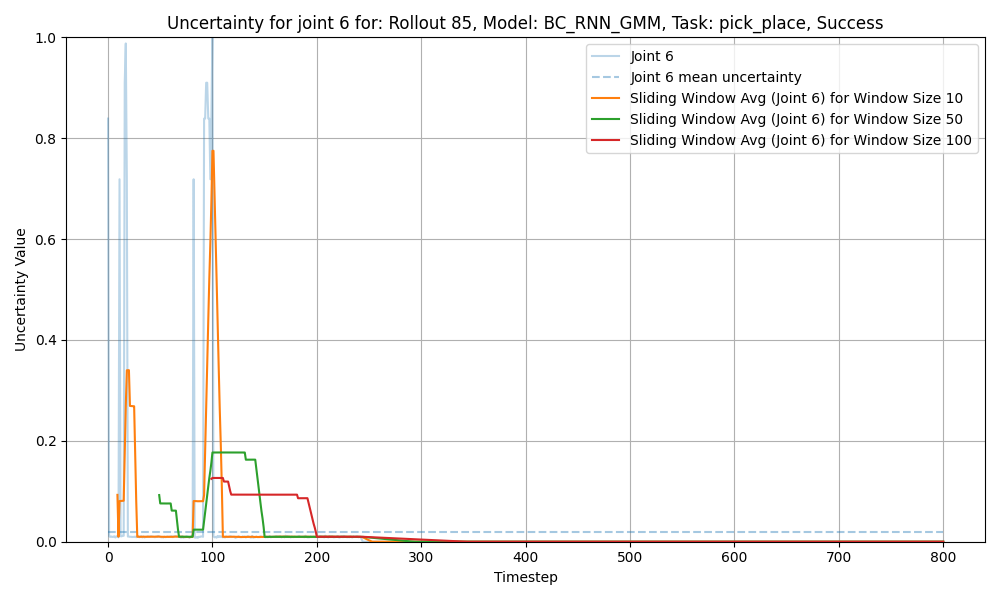 Uncertainty for joint 6 for: Rollout 85, Model: BC_RNN_GMM, Task: pick_place, Success
Joint 6
Joint 6 mean uncertainty
Sliding Window Avg (Joint 6) for Window Size 10
Sliding Window Avg (Joint 6) for Window Size 50
Sliding Window Avg (Joint 6) for Window Size 100
Uncertainty Value
1.0
0.8
0.6
0.4
0.2
0.0
0 100 200 300 400 500 600 700 800
Timestep